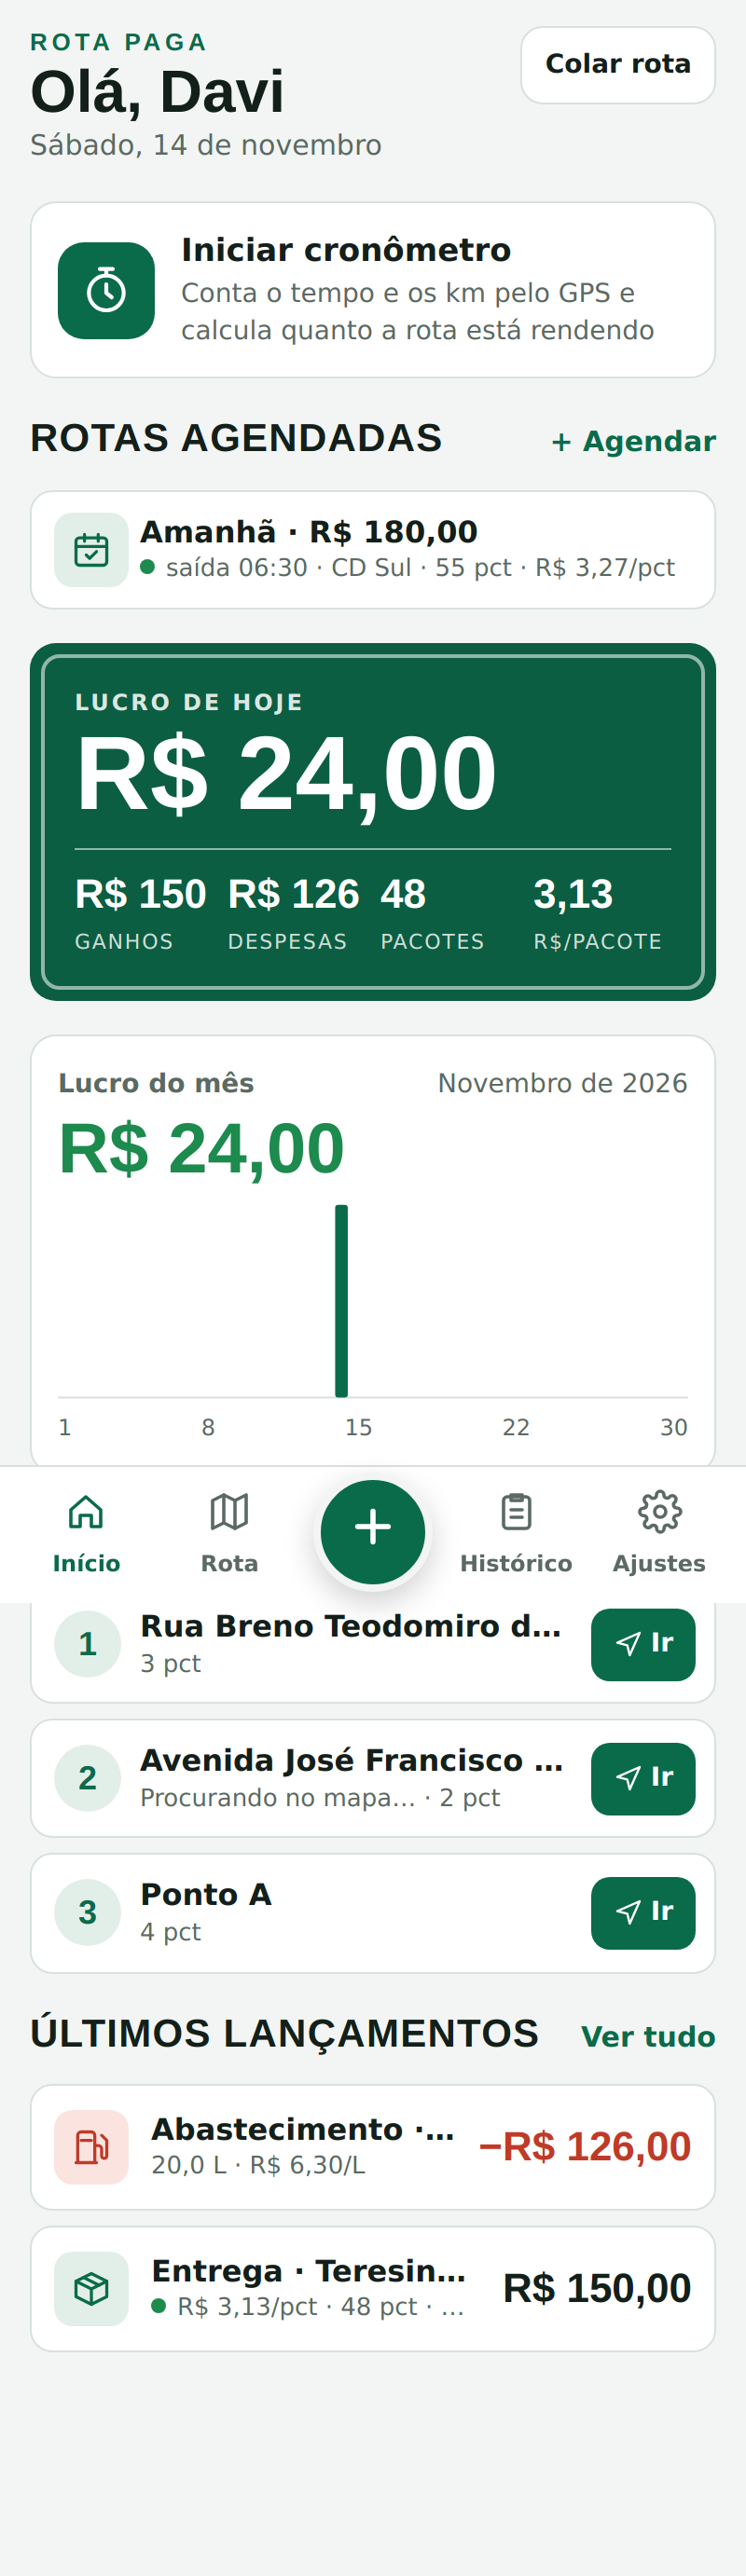 ROTA PAGA
Olá, Davi
Sábado, 14 de novembro
Colar rota
Iniciar cronômetro
Conta o tempo e os km pelo GPS e
calcula quanto a rota está rendendo
ROTAS AGENDADAS
+ Agendar
Amanhã · R$ 180,00
saída 06:30 · CD Sul · 55 pct · R$ 3,27/pct
LUCRO DE HOJE
R$ 24,00
R$ 150 R$ 126 48 3,13
GANHOS DESPESAS PACOTES R$/PACOTE
Lucro do mês
Novembro de 2026
R$ 24,00
1 8 15 22 30
Início Rota Histórico Ajustes
1
Rua Breno Teodomiro d...
3 pct
Ir
2
Avenida José Francisco ...
Procurando no mapa... · 2 pct
Ir
3
Ponto A
4 pct
Ir
ÚLTIMOS LANÇAMENTOS
Ver tudo
Abastecimento ·...
20,0 L · R$ 6,30/L
−R$ 126,00
Entrega · Teresin...
R$ 3,13/pct · 48 pct · ...
R$ 150,00